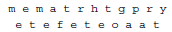 m e m a t r h t g p r y
e t e f e t e o a a t